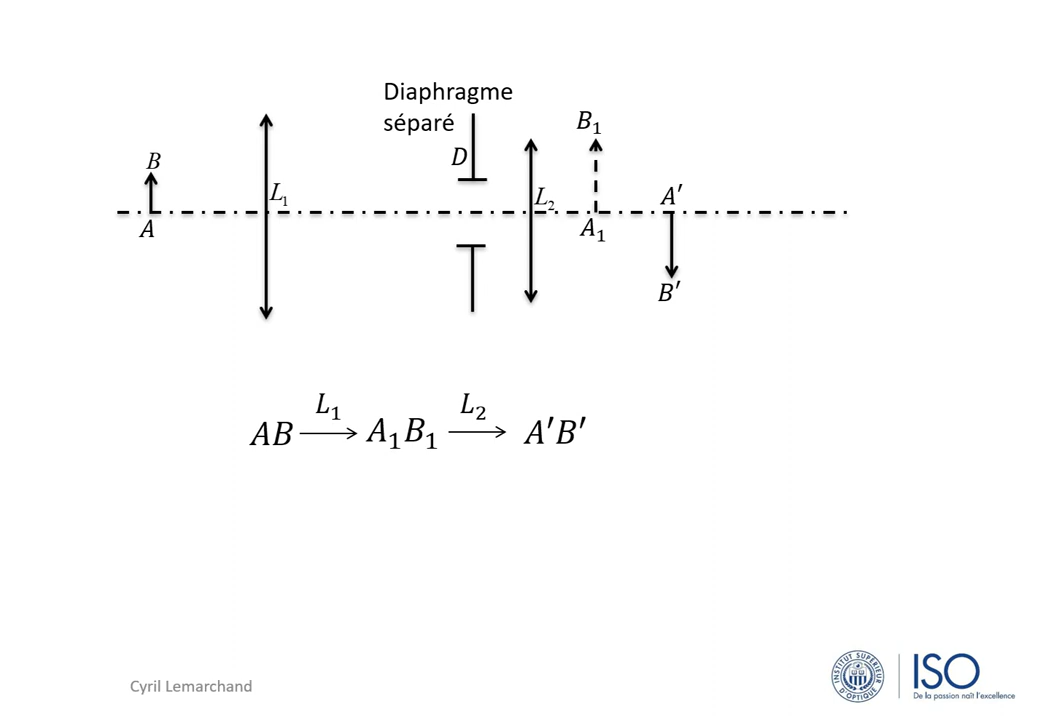 Diaphragme
séparé
B₁
B
D
L₁
L₂
A′
A
A₁
B′
L₁ L₂
AB → A₁B₁ → A′B′
Cyril Lemarchand
INSTITUT SUPÉRIEUR D'OPTIQUE
ISO
De la passion naît l'excellence